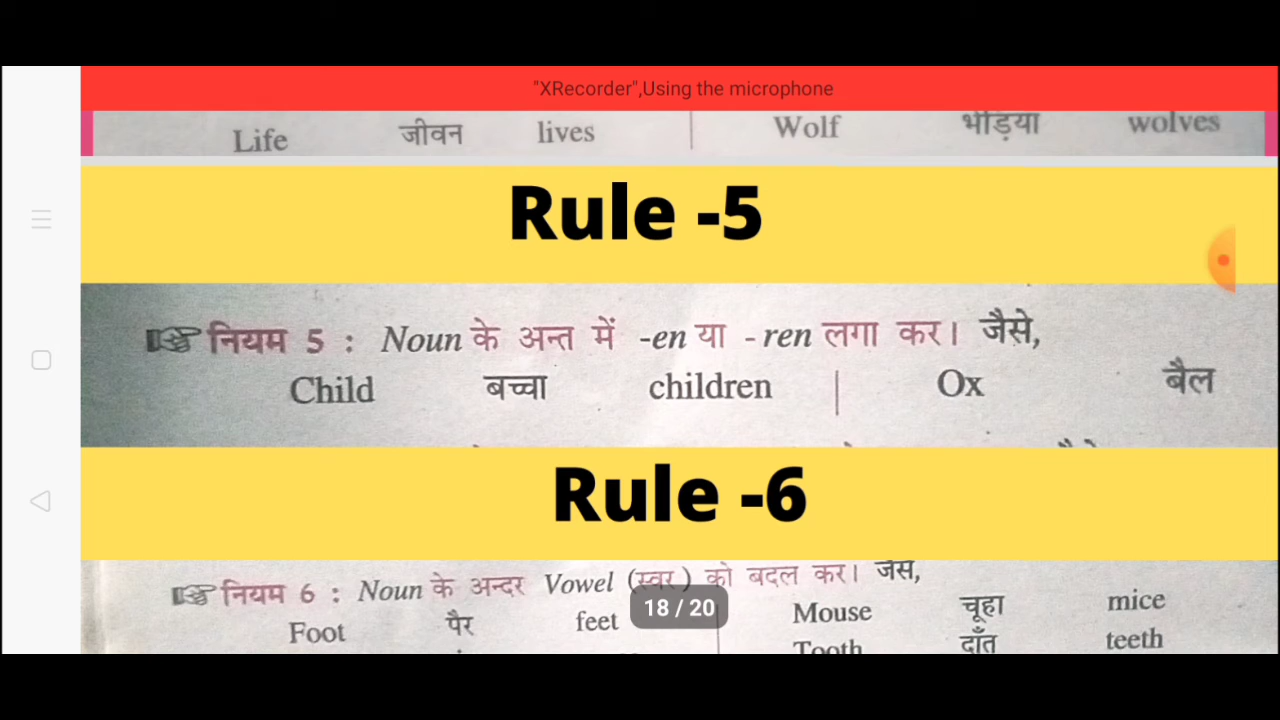 "XRecorder",Using the microphone
Life जीवन lives | Wolf भेड़िया wolves
Rule -5
नियम 5 : Noun के अन्त में -en या -ren लगा कर। जैसे,
Child बच्चा children | Ox बैल
Rule -6
नियम 6 : Noun के अन्दर Vowel (स्वर) को बदल कर। जैसे,
Foot पैर feet | Mouse चूहा mice
Tooth दाँत teeth
18 / 20